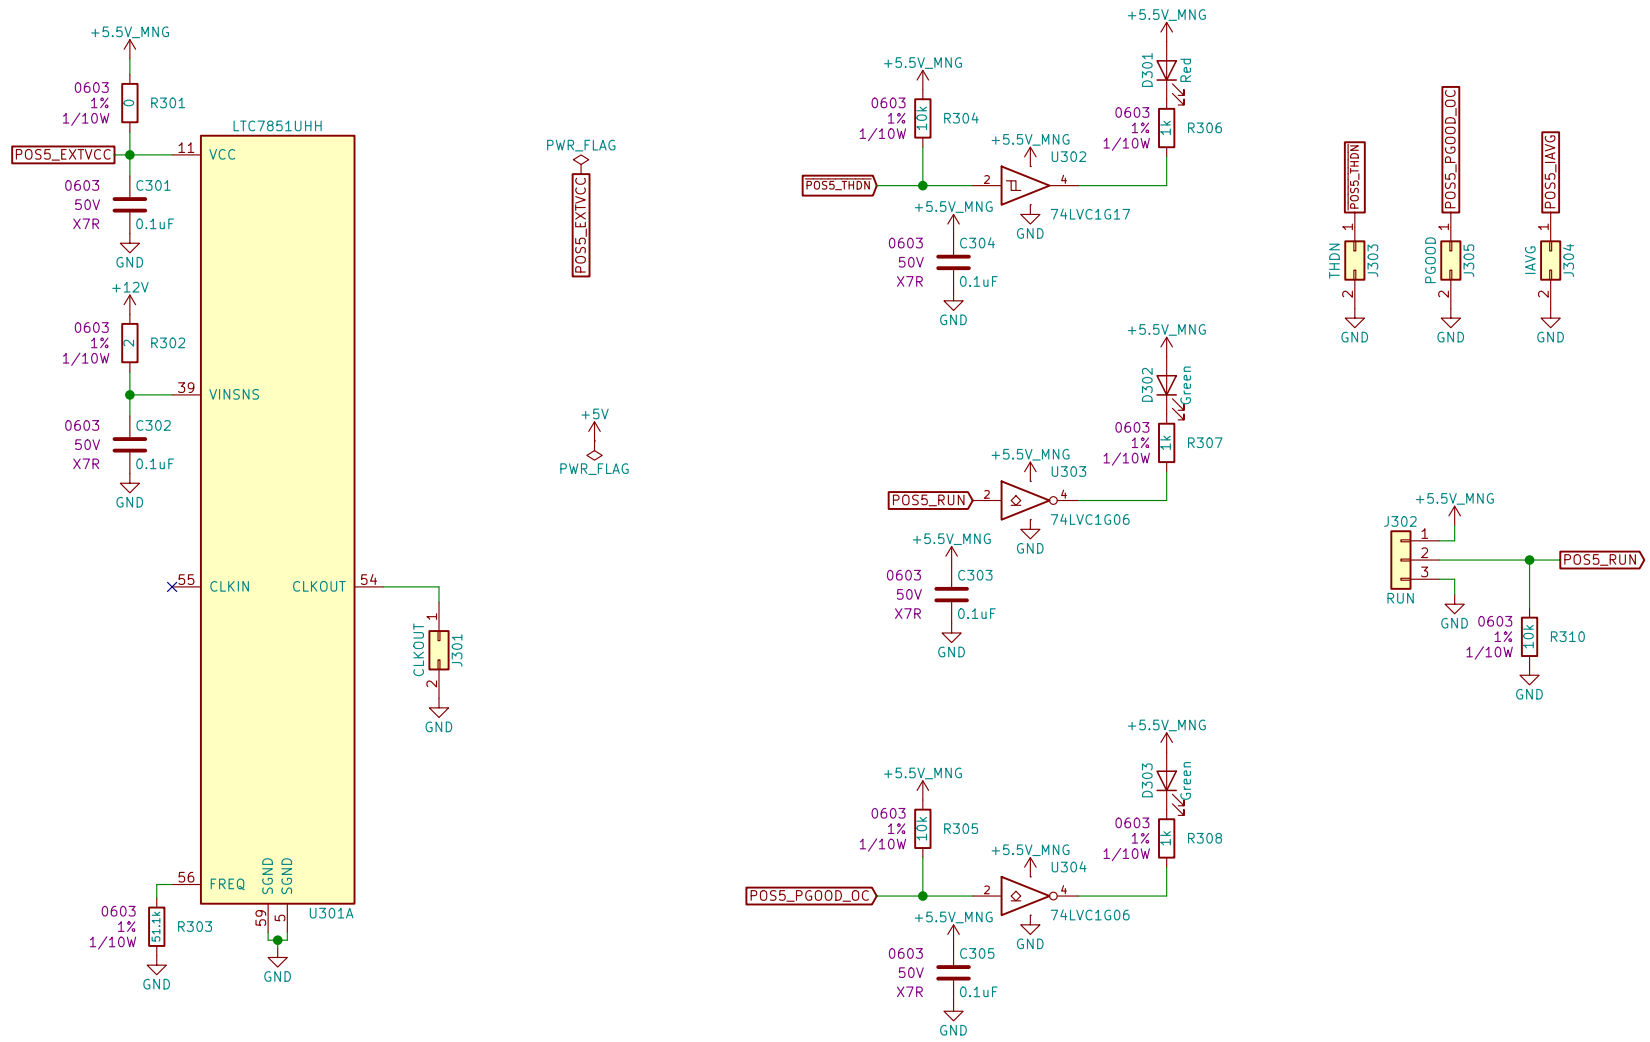 +5.5V_MNG
0603
1%
1/10W
0
R301
LTC7851UHH
POS5_EXTVCC
11
VCC
0603
50V
X7R
C301
0.1uF
GND
+12V
0603
1%
1/10W
2
R302
39
VINSNS
0603
50V
X7R
C302
0.1uF
GND
55
CLKIN
CLKOUT
54
CLKOUT
1
2
J301
GND
56
FREQ
0603
1%
1/10W
51.1k
R303
GND
SGND
SGND
59
5
U301A
GND
PWR_FLAG
POS5_EXTVCC
+5V
PWR_FLAG
+5.5V_MNG
0603
1%
1/10W
10k
R304
POS5_THDN
2
+5.5V_MNG
U302
4
74LVC1G17
GND
+5.5V_MNG
D301
Red
0603
1%
1/10W
1k
R306
+5.5V_MNG
0603
50V
X7R
C304
0.1uF
GND
+5.5V_MNG
D302
Green
0603
1%
1/10W
1k
R307
POS5_RUN
2
+5.5V_MNG
U303
4
74LVC1G06
GND
+5.5V_MNG
0603
50V
X7R
C303
0.1uF
GND
+5.5V_MNG
D303
Green
0603
1%
1/10W
1k
R308
+5.5V_MNG
0603
1%
1/10W
10k
R305
POS5_PGOOD_OC
2
+5.5V_MNG
U304
4
74LVC1G06
GND
+5.5V_MNG
0603
50V
X7R
C305
0.1uF
GND
POS5_THDN
1
THDN
J303
2
GND
POS5_PGOOD_OC
1
PGOOD
J305
2
GND
POS5_IAVG
1
IAVG
J304
2
GND
J302
1
2
3
RUN
+5.5V_MNG
GND
POS5_RUN
0603
1%
1/10W
10k
R310
GND